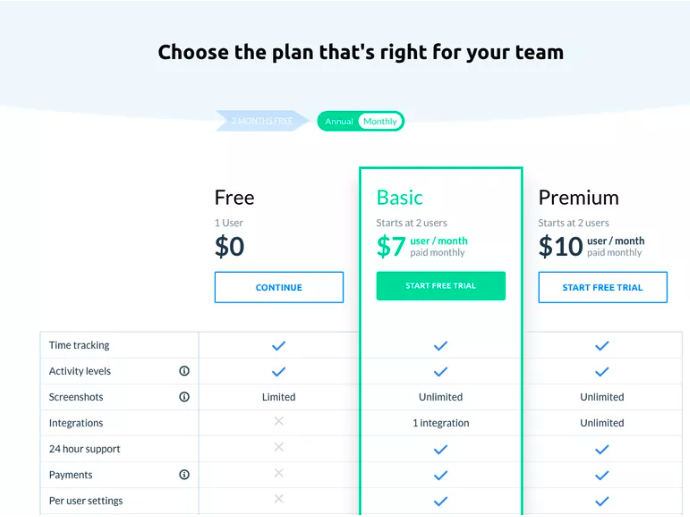 Choose the plan that's right for your team
2 MONTHS FREE Annual Monthly
Free Basic Premium
1 User Starts at 2 users Starts at 2 users
$0 $7 user / month paid monthly $10 user / month paid monthly
CONTINUE START FREE TRIAL START FREE TRIAL
Time tracking
Activity levels
Screenshots Limited Unlimited Unlimited
Integrations 1 integration Unlimited
24 hour support
Payments
Per user settings